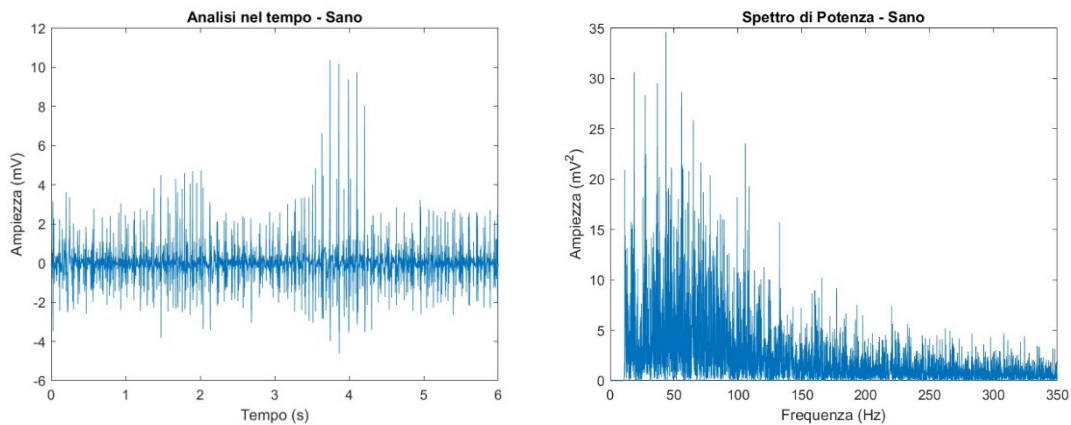 Analisi nel tempo - Sano
12
10
8
6
4
2
0
-2
-4
-6
Ampiezza (mV)
0 1 2 3 4 5 6
Tempo (s)
Spettro di Potenza - Sano
35
30
25
20
15
10
5
0
Ampiezza (mV²)
0 50 100 150 200 250 300 350
Frequenza (Hz)